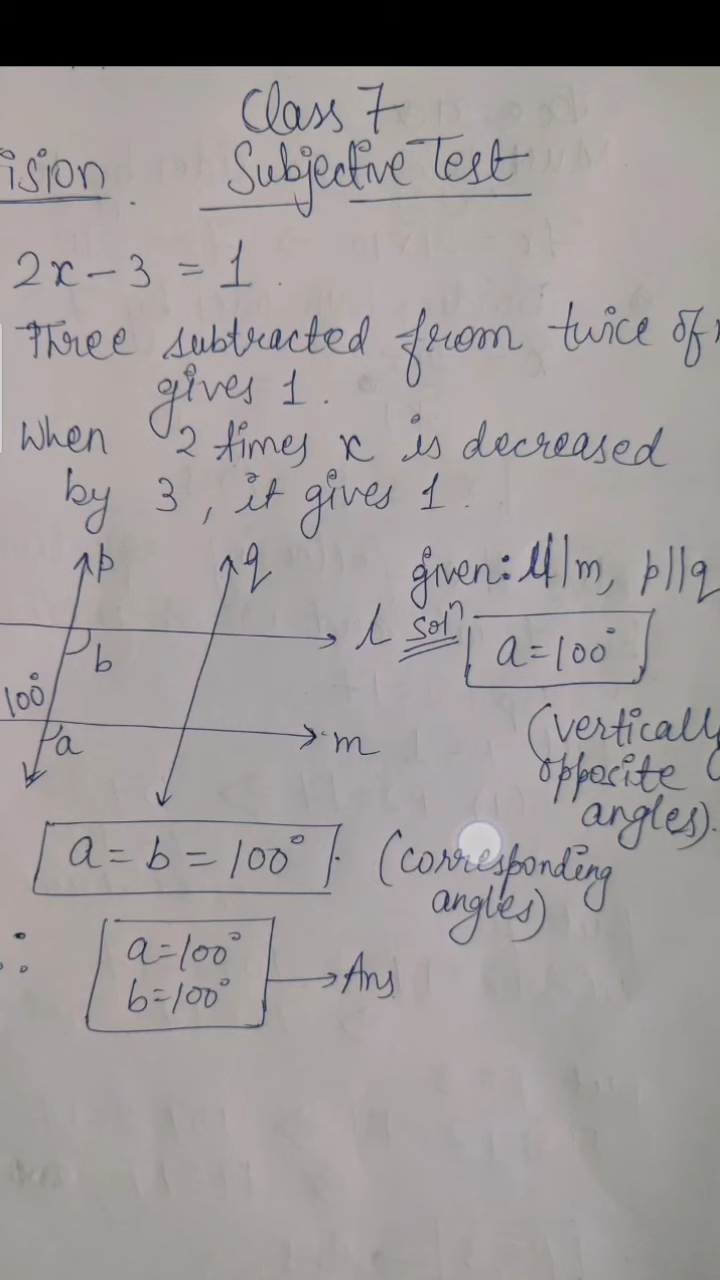 Class 7
ision. Subjective Test
2x - 3 = 1.
Three subtracted from twice of
gives 1.
When 2 times x is decreased
by 3, it gives 1.
p q given: l||m, p||q
l Solⁿ a = 100°
b
100°
a m (vertically
opposite
angles).
a = b = 100°. (corresponding
angles)
∴ a = 100°
b = 100° → Ans